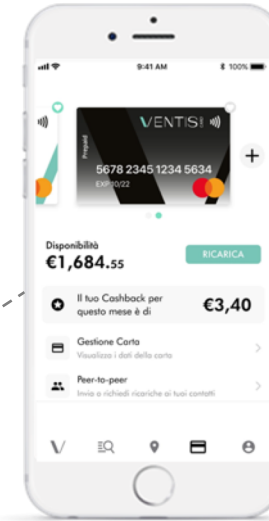 9:41 AM
100%
VENTIS
Prepaid
5678 2345 1234 5634
EXP.10/22
Disponibilità
€1,684.55
RICARICA
Il tuo Cashback per
questo mese è di
€3,40
Gestione Carta
Visualizza i dati della carta
Peer-to-peer
Invia o richiedi ricariche ai tuoi contatti